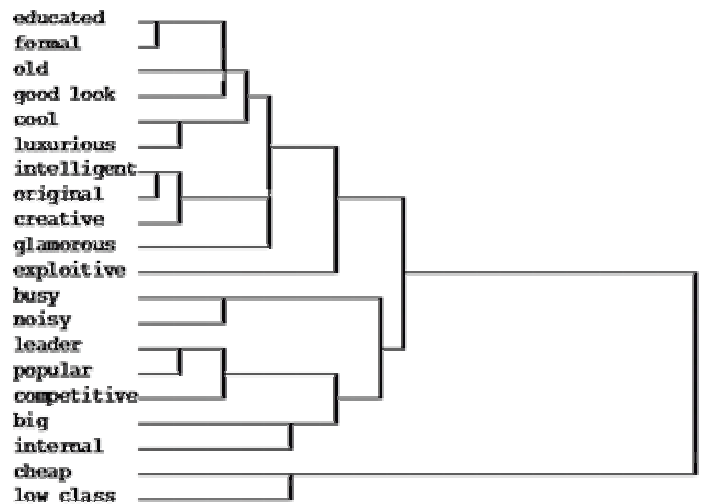 educated
formal
old
good look
cool
luxurious
intelligent
original
creative
glamorous
exploitive
busy
noisy
leader
popular
competitive
big
internal
cheap
low class